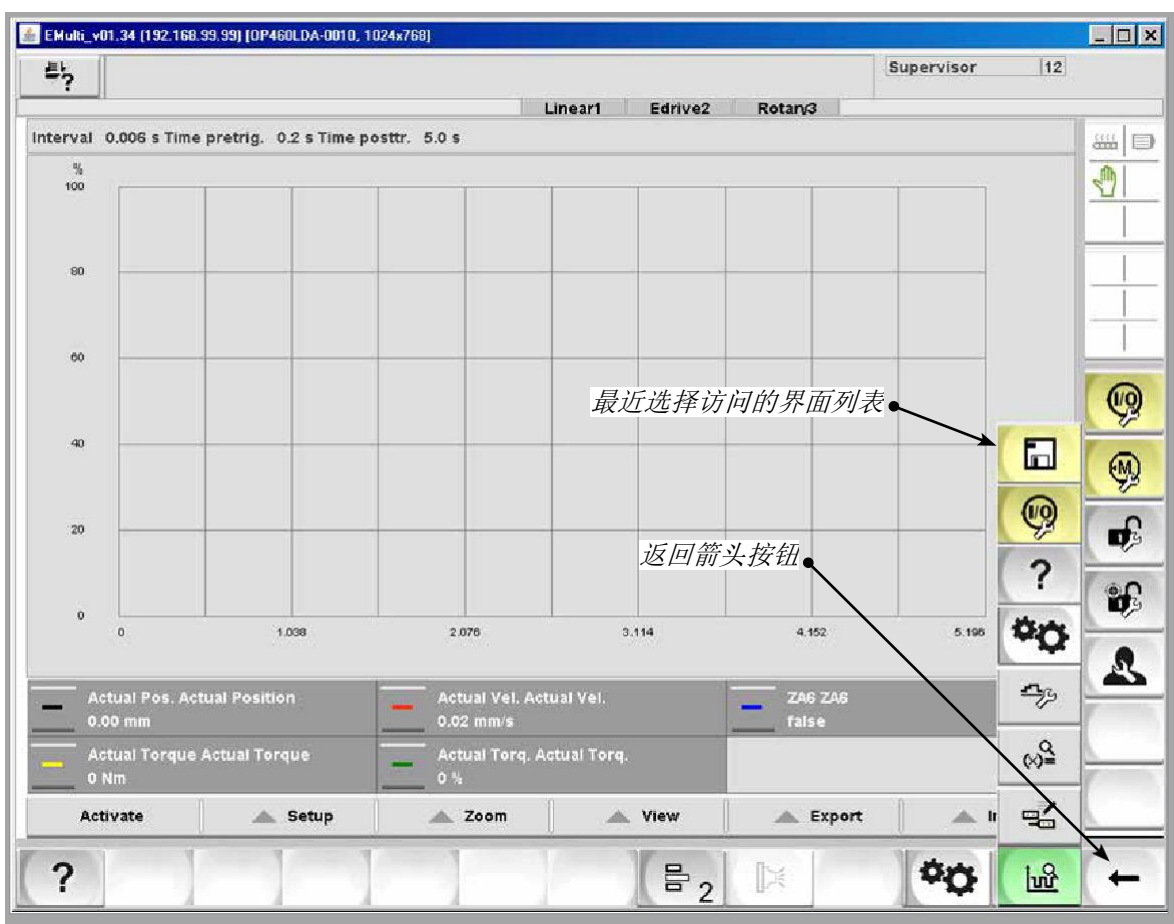 EMulti_v01.34 (192.168.99.99) [OP460LDA-0010, 1024x768]
?
Supervisor 12
Linear1 Edrive2 Rotary3
Interval 0.006 s Time pretrig. 0.2 s Time posttr. 5.0 s
%
100
80
60
40
20
0
0 1.038 2.076 3.114 4.152 5.196
最近选择访问的界面列表
返回箭头按钮
I/O
M
I/O
?
(x)=
Actual Pos. Actual Position
0.00 mm
Actual Vel. Actual Vel.
0.02 mm/s
ZA6 ZA6
false
Actual Torque Actual Torque
0 Nm
Actual Torq. Actual Torq.
0 %
Activate Setup Zoom View Export
? 2